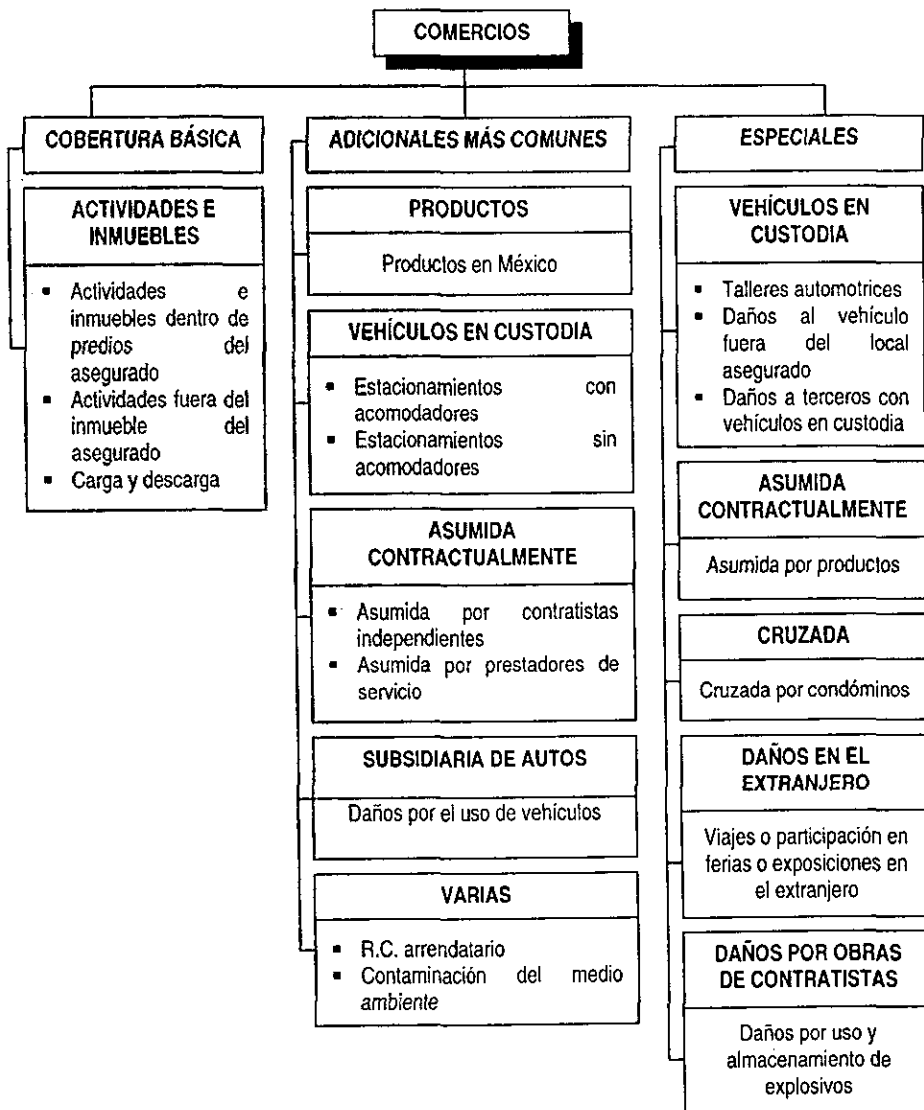 COMERCIOS
COBERTURA BÁSICA
ACTIVIDADES E
INMUEBLES
▪ Actividades e
inmuebles dentro de
predios del
asegurado
▪ Actividades fuera del
inmueble del
asegurado
▪ Carga y descarga
ADICIONALES MÁS COMUNES
PRODUCTOS
Productos en México
VEHÍCULOS EN CUSTODIA
▪ Estacionamientos con
acomodadores
▪ Estacionamientos sin
acomodadores
ASUMIDA
CONTRACTUALMENTE
▪ Asumida por contratistas
independientes
▪ Asumida por prestadores de
servicio
SUBSIDIARIA DE AUTOS
Daños por el uso de vehículos
VARIAS
▪ R.C. arrendatario
▪ Contaminación del medio
ambiente
ESPECIALES
VEHÍCULOS EN
CUSTODIA
▪ Talleres automotrices
▪ Daños al vehículo
fuera del local
asegurado
▪ Daños a terceros con
vehículos en custodia
ASUMIDA
CONTRACTUALMENTE
Asumida por productos
CRUZADA
Cruzada por condóminos
DAÑOS EN EL
EXTRANJERO
Viajes o participación en
ferias o exposiciones en
el extranjero
DAÑOS POR OBRAS
DE CONTRATISTAS
Daños por uso y
almacenamiento de
explosivos